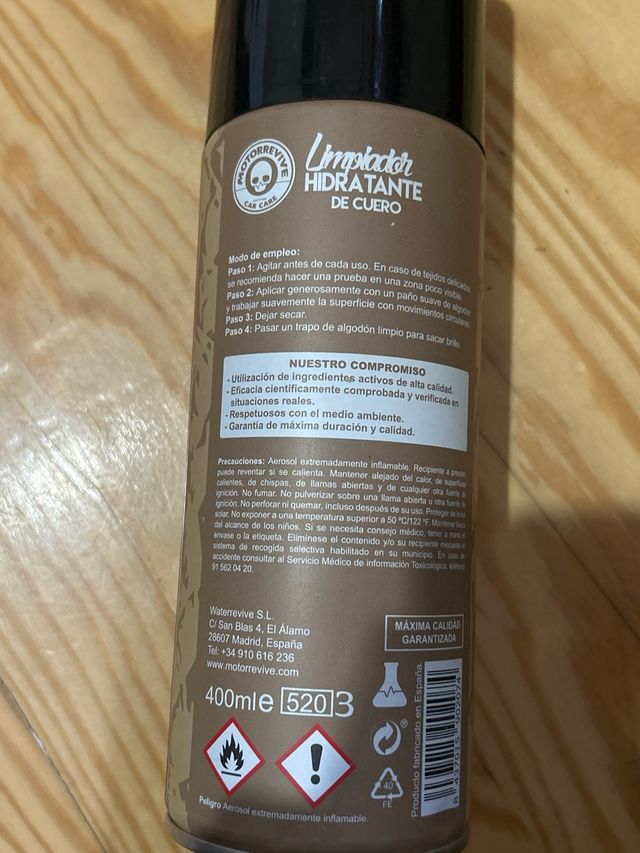 MOTORREVIVE
CAR CARE
Limpiador
HIDRATANTE
DE CUERO
Modo de empleo:
Paso 1: Agitar antes de cada uso. En caso de tejidos delicados,
se recomienda hacer una prueba en una zona poco visible.
Paso 2: Aplicar generosamente con un paño suave de algodón
y trabajar suavemente la superficie con movimientos circulares.
Paso 3: Dejar secar.
Paso 4: Pasar un trapo de algodón limpio para sacar brillo.
NUESTRO COMPROMISO
- Utilización de ingredientes activos de alta calidad.
- Eficacia científicamente comprobada y verificada en
situaciones reales.
- Respetuosos con el medio ambiente.
- Garantía de máxima duración y calidad.
Precauciones: Aerosol extremadamente inflamable. Recipiente a presión,
puede reventar si se calienta. Mantener alejado del calor, de superficies
calientes, de chispas, de llamas abiertas y de cualquier otra fuente de
ignición. No fumar. No pulverizar sobre una llama abierta u otra fuente de
ignición. No perforar ni quemar, incluso después de su uso. Proteger de la luz
solar. No exponer a una temperatura superior a 50 ºC/122 ºF. Mantener fuera
del alcance de los niños. Si se necesita consejo médico, tener a mano el
envase o la etiqueta. Elimínese el contenido y/o su recipiente mediante el
sistema de recogida selectiva habilitado en su municipio. En caso de
accidente consultar al Servicio Médico de información Toxicológica, teléfono
91 562 04 20.
Waterrevive S.L.
C/ San Blas 4, El Álamo
28607 Madrid, España
Tel: +34 910 616 236
www.motorrevive.com
MÁXIMA CALIDAD
GARANTIZADA
400ml e 520 3
Producto fabricado en España.
40
FE
Peligro Aerosol extremadamente inflamable.